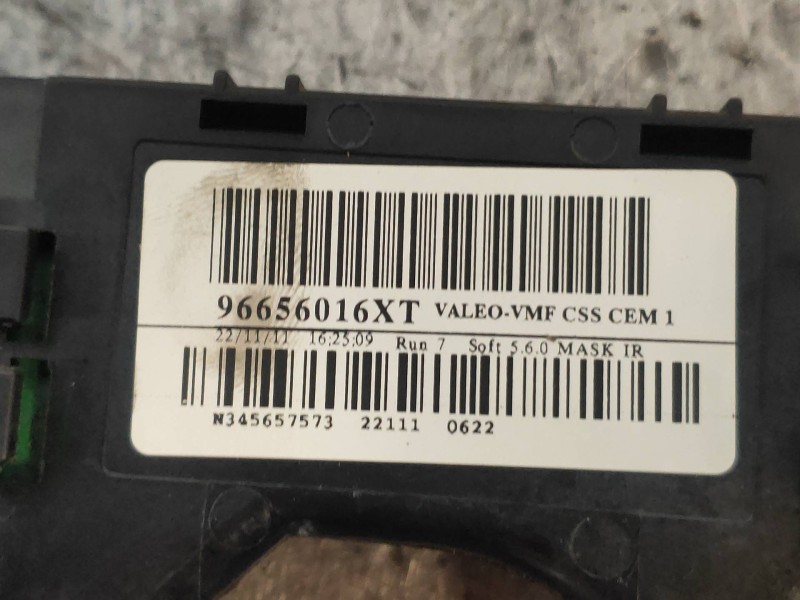 96656016XT VALEO-VMF CSS CEM 1
22/11/11 16:25:09 Run 7 Soft 5.6.0 MASK IR
N345657573 22111 0622